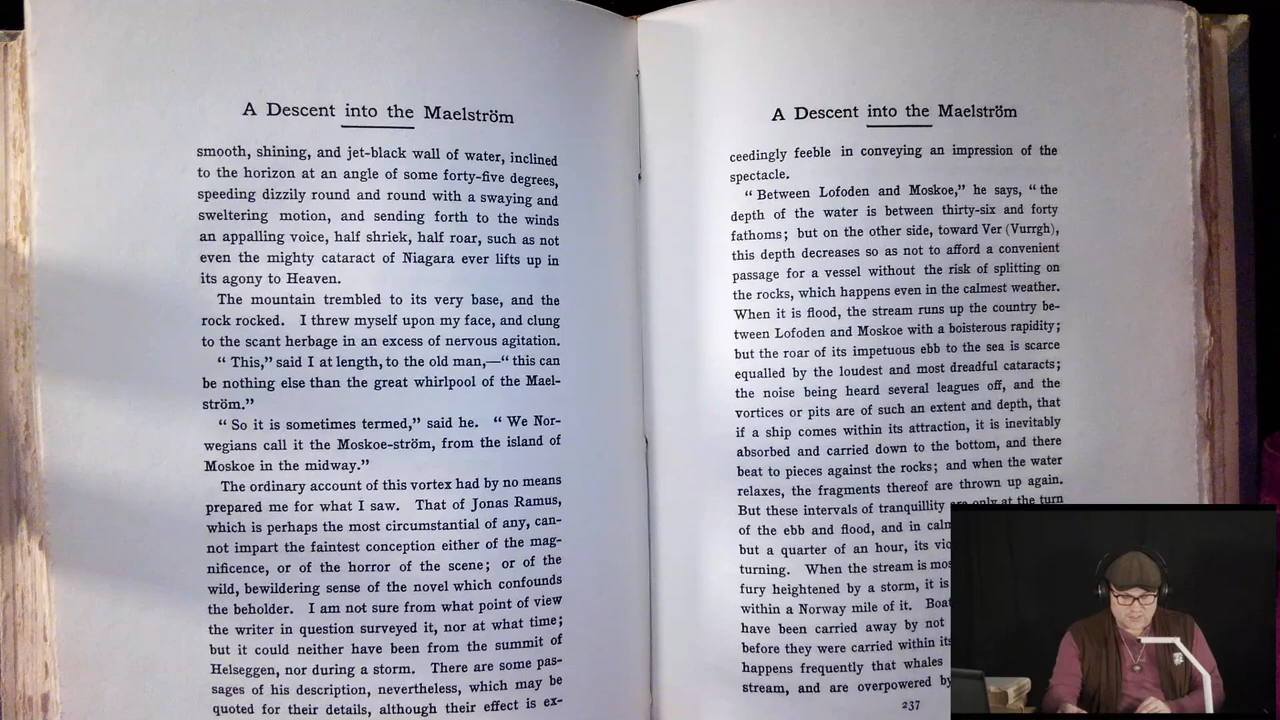 A Descent into the Maelström
smooth, shining, and jet-black wall of water, inclined
to the horizon at an angle of some forty-five degrees,
speeding dizzily round and round with a swaying and
sweltering motion, and sending forth to the winds
an appalling voice, half shriek, half roar, such as not
even the mighty cataract of Niagara ever lifts up in
its agony to Heaven.
The mountain trembled to its very base, and the
rock rocked. I threw myself upon my face, and clung
to the scant herbage in an excess of nervous agitation.
“ This,” said I at length, to the old man,—“ this can
be nothing else than the great whirlpool of the Mael-
ström.”
“ So it is sometimes termed,” said he. “ We Nor-
wegians call it the Moskoe-ström, from the island of
Moskoe in the midway.”
The ordinary account of this vortex had by no means
prepared me for what I saw. That of Jonas Ramus,
which is perhaps the most circumstantial of any, can-
not impart the faintest conception either of the mag-
nificence, or of the horror of the scene; or of the
wild, bewildering sense of the novel which confounds
the beholder. I am not sure from what point of view
the writer in question surveyed it, nor at what time;
but it could neither have been from the summit of
Helseggen, nor during a storm. There are some pas-
sages of his description, nevertheless, which may be
quoted for their details, although their effect is ex-
A Descent into the Maelström
ceedingly feeble in conveying an impression of the
spectacle.
“ Between Lofoden and Moskoe,” he says, “ the
depth of the water is between thirty-six and forty
fathoms; but on the other side, toward Ver (Vurrgh),
this depth decreases so as not to afford a convenient
passage for a vessel without the risk of splitting on
the rocks, which happens even in the calmest weather.
When it is flood, the stream runs up the country be-
tween Lofoden and Moskoe with a boisterous rapidity;
but the roar of its impetuous ebb to the sea is scarce
equalled by the loudest and most dreadful cataracts;
the noise being heard several leagues off, and the
vortices or pits are of such an extent and depth, that
if a ship comes within its attraction, it is inevitably
absorbed and carried down to the bottom, and there
beat to pieces against the rocks; and when the water
relaxes, the fragments thereof are thrown up again.
But these intervals of tranquillity are only at the turn
of the ebb and flood, and in
but a quarter of an hour, its
turning. When the stream is
fury heightened by a storm, it is
within a Norway mile of it.
have been carried away by not
before they were carried within its
happens frequently that whales
stream, and are overpowered by
237